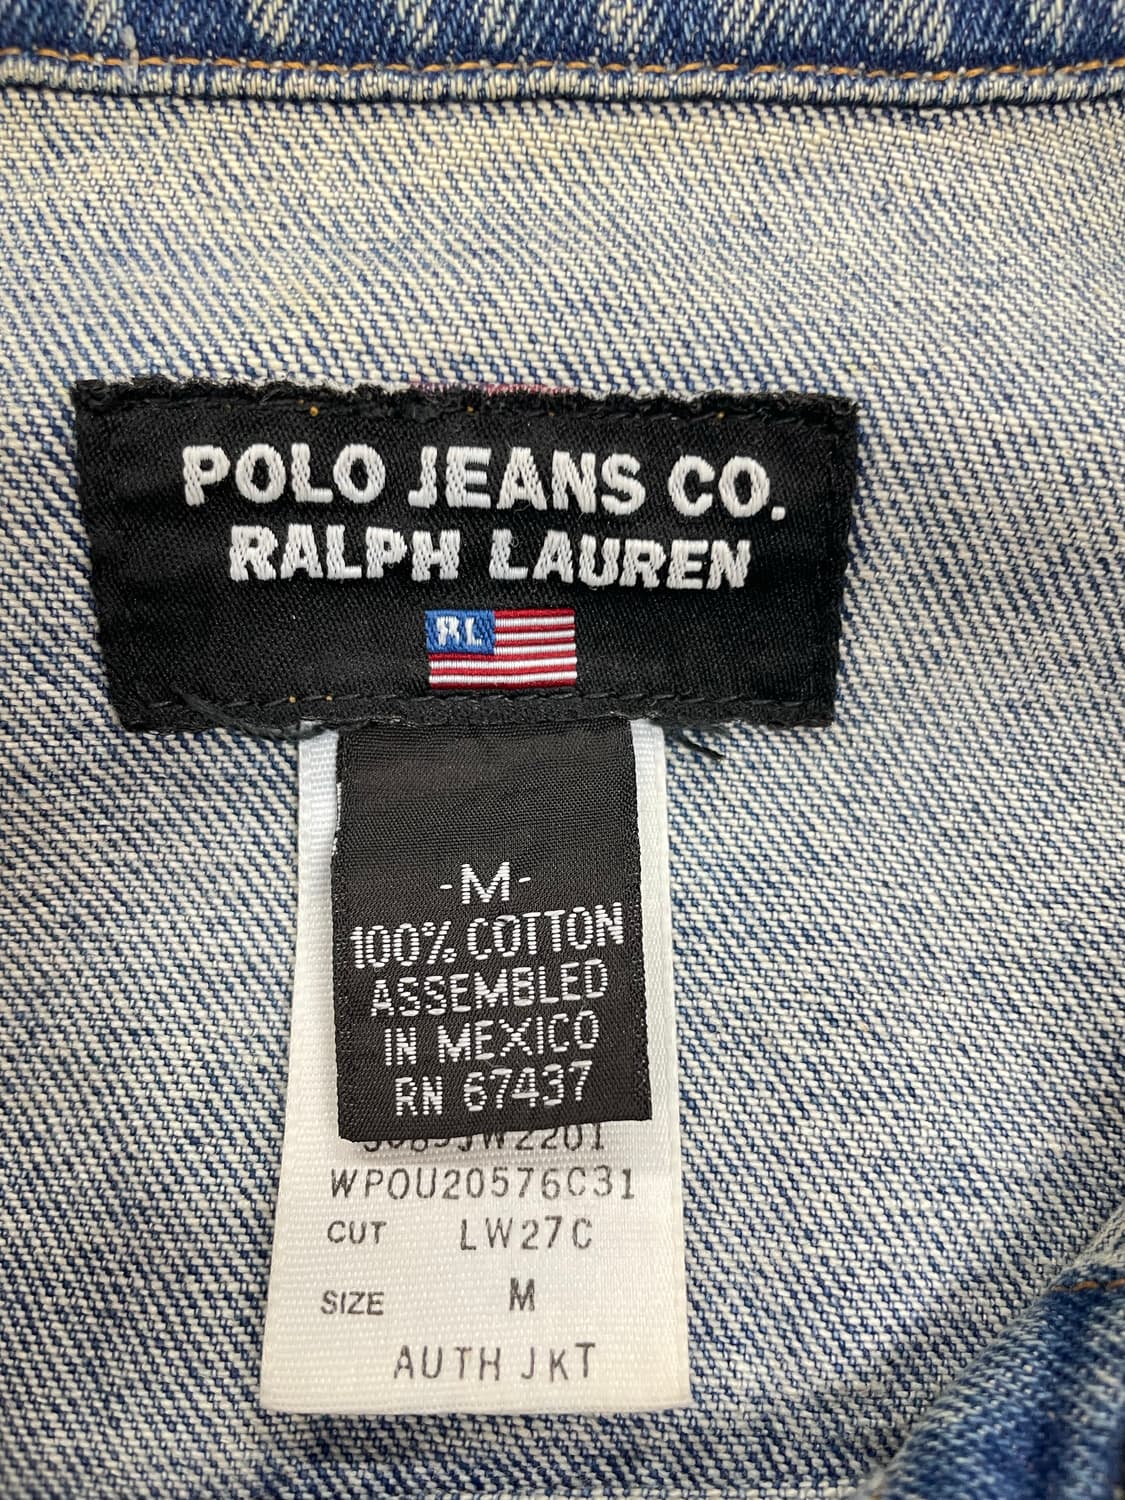 POLO JEANS CO.
RALPH LAUREN
RL
-M-
100% COTTON
ASSEMBLED
IN MEXICO
RN 67437
WPOU20576C31
CUT LW27C
SIZE M
AUTH JKT